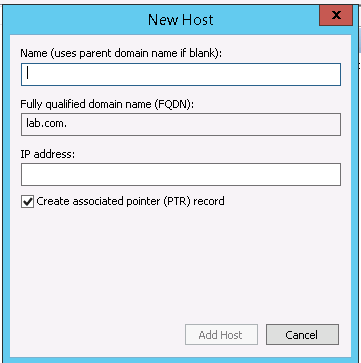 New Host
Name (uses parent domain name if blank):
Fully qualified domain name (FQDN):
lab.com.
IP address:
Create associated pointer (PTR) record
Add Host Cancel